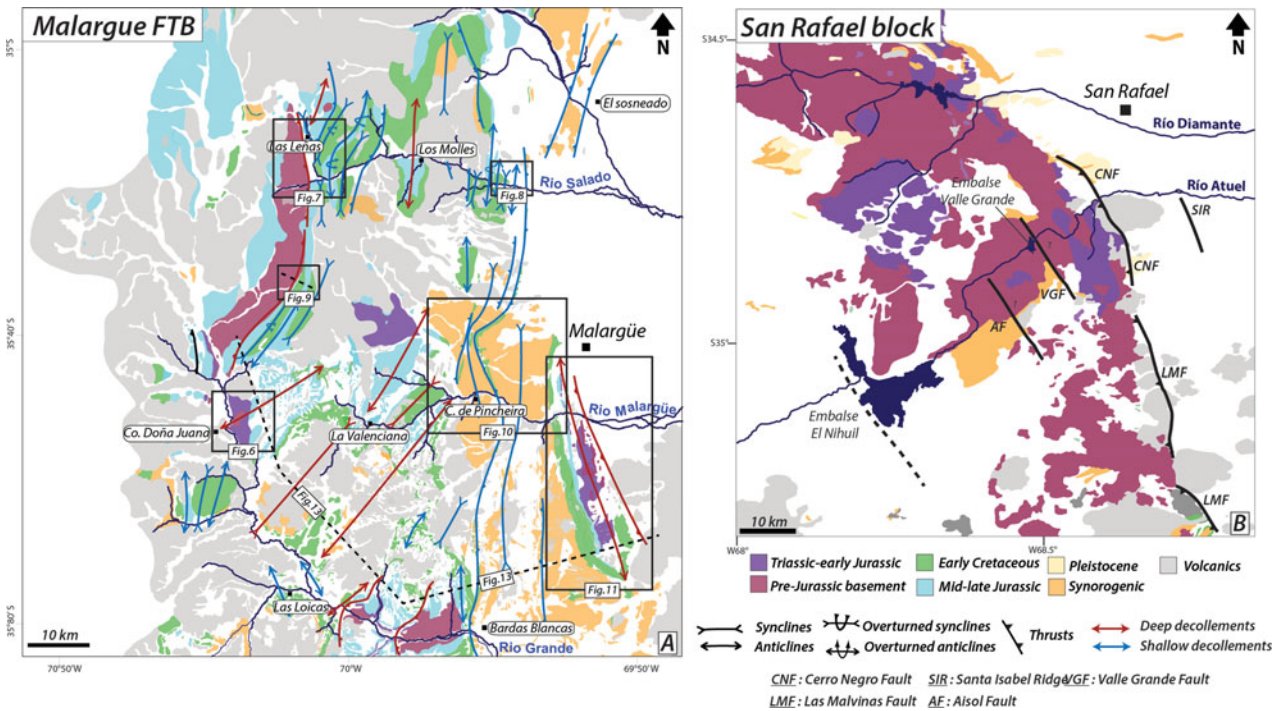 Malargue FTB
N
35°S
El sosneado
Las Leñas
Los Molles
Río Salado
Fig.7
Fig.8
Fig.9
35°40'S
Malargüe
C. de Pincheira
Río Malargüe
Co. Doña Juana
La Valenciana
Fig.10
Fig.6
Fig.13
Fig.13
Fig.11
Las Loicas
Bardas Blancas
35°80'S
10 km
Río Grande
A
70°50'W
70°W
69°50'W
San Rafael block
N
S34.5°
San Rafael
Río Diamante
CNF
Embalse
Valle Grande
Río Atuel
SIR
?
CNF
VGF
?
AF
S35°
LMF
Embalse
El Nihuil
LMF
10 km
B
W68°
W68.5°
Triassic-early Jurassic
Early Cretaceous
Pleistocene
Volcanics
Pre-Jurassic basement
Mid-late Jurassic
Synorogenic
Synclines
Overturned synclines
Thrusts
Deep decollements
Anticlines
Overturned anticlines
Shallow decollements
CNF : Cerro Negro Fault
SIR : Santa Isabel Ridge
VGF : Valle Grande Fault
LMF : Las Malvinas Fault
AF : Aisol Fault